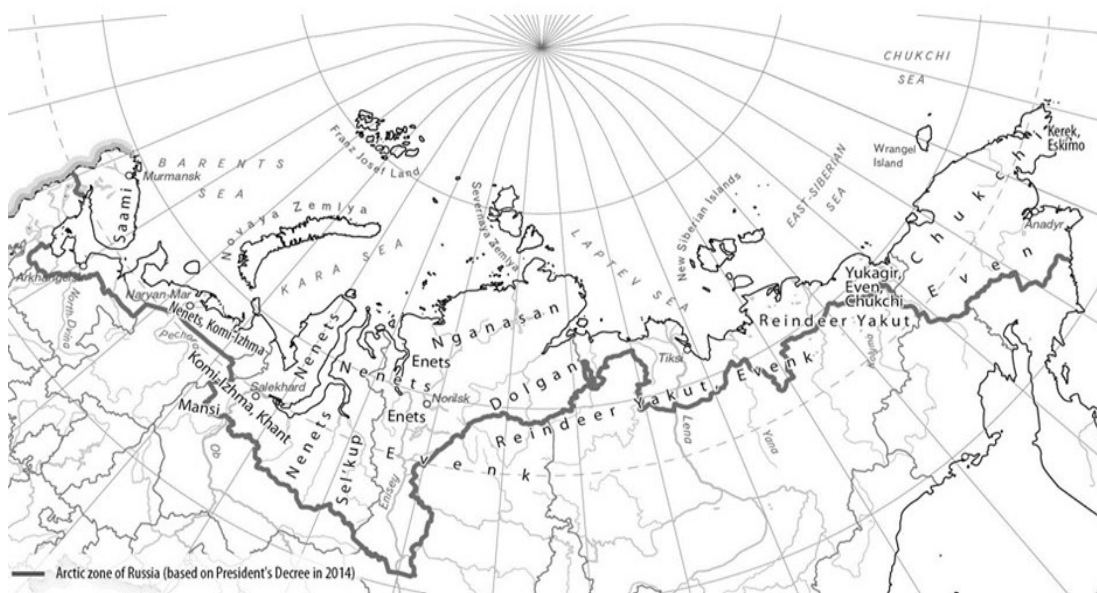 CHUKCHI
SEA
Kerek,
Eskimo
Wrangel
Island
BARENTS
SEA
Murmansk
Saami
Franz Josef Land
Novaya Zemlya
KARA SEA
Severnaya Zemlya
LAPTEV SEA
New Siberian Islands
EAST-SIBERIAN
SEA
Chukchi
Anadyr
Even
Yukagir,
Even,
Chukchi
Reindeer Yakut
Arkhangelsk
North Dvina
Naryan-Mar
Nenets, Komi-Izhma
Pechora
Komi-Izhma, Khant
Salekhard
Mansi
Ob
Nenets
Nenets
Nenets
Sel'kup
Enets
Enets
Norilsk
Nganasan
Dolgan
Evenk
Enisey
Reindeer Yakut, Evenk
Tiksi
Lena
Yana
Kolyma
Arctic zone of Russia (based on President's Decree in 2014)